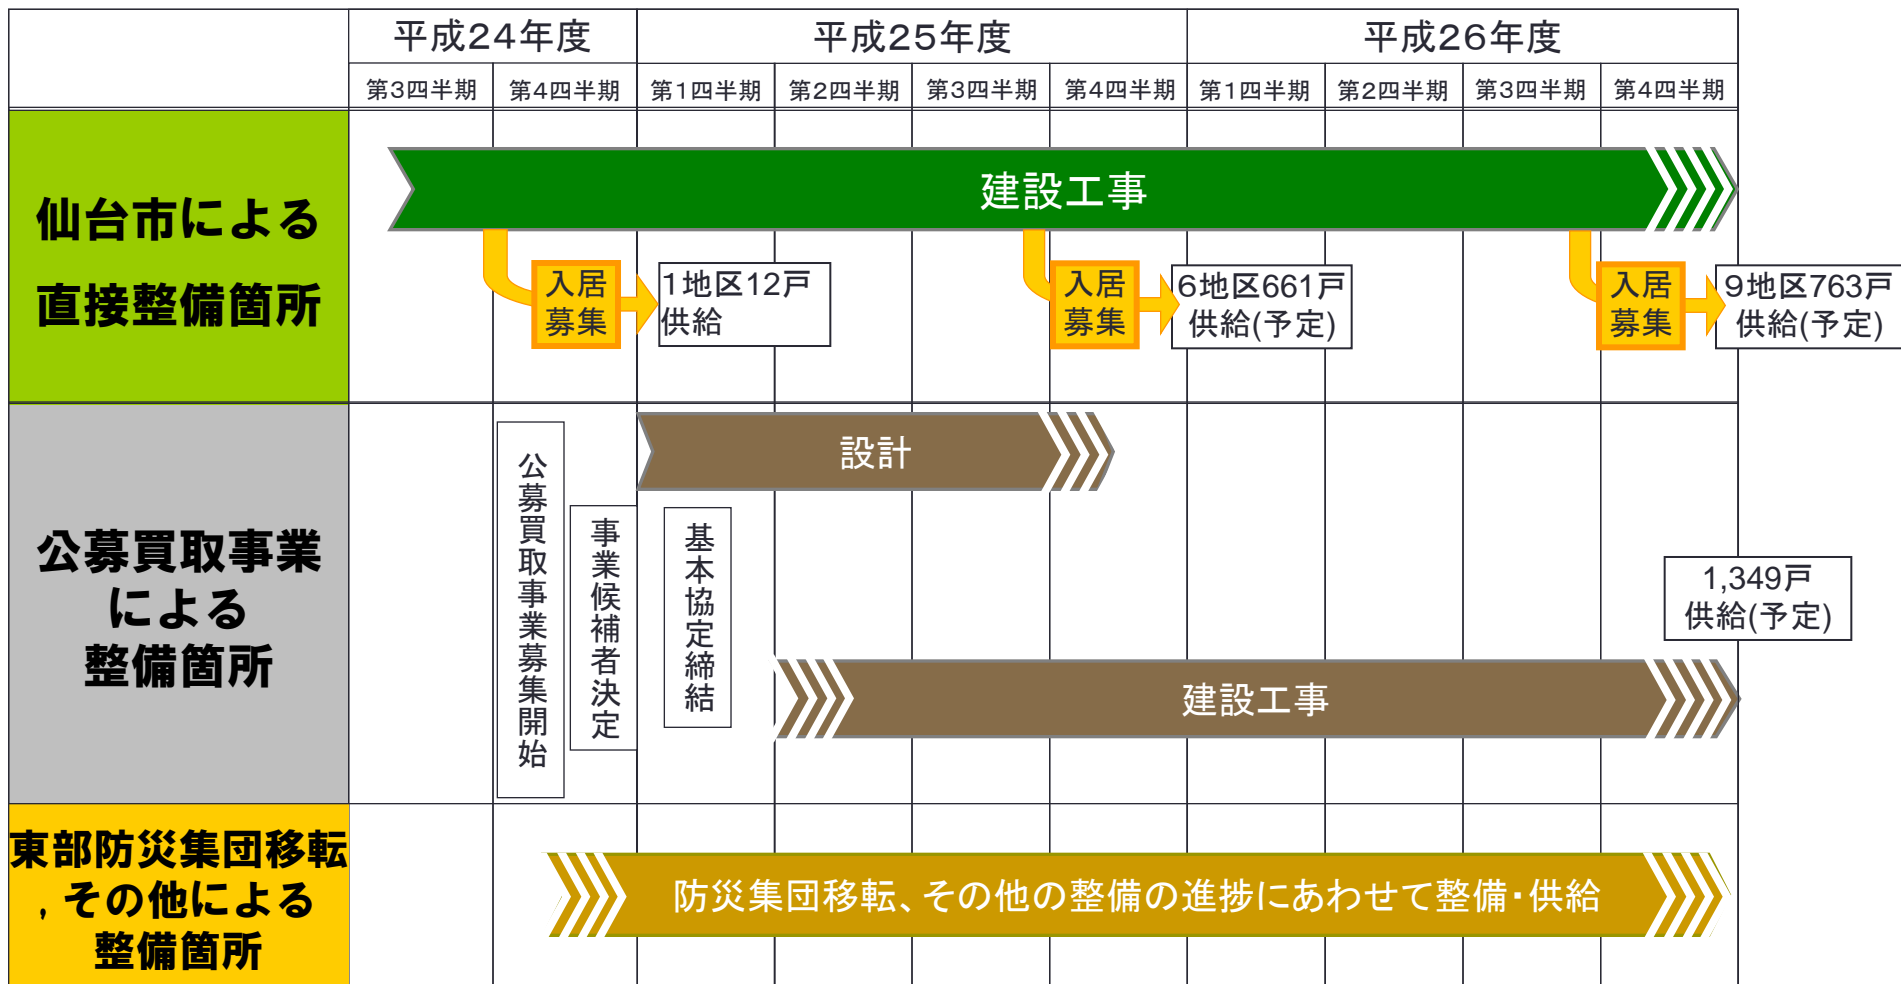 平成24年度
平成25年度
平成26年度
第3四半期
第4四半期
第1四半期
第2四半期
第3四半期
第4四半期
第1四半期
第2四半期
第3四半期
第4四半期
仙台市による
直接整備箇所
建設工事
入居
募集
1地区12戸
供給
入居
募集
6地区661戸
供給(予定)
入居
募集
9地区763戸
供給(予定)
公募買取事業
による
整備箇所
公募買取事業募集開始
事業候補者決定
設計
基本協定締結
建設工事
1,349戸
供給(予定)
東部防災集団移転
，その他による
整備箇所
防災集団移転、その他の整備の進捗にあわせて整備・供給